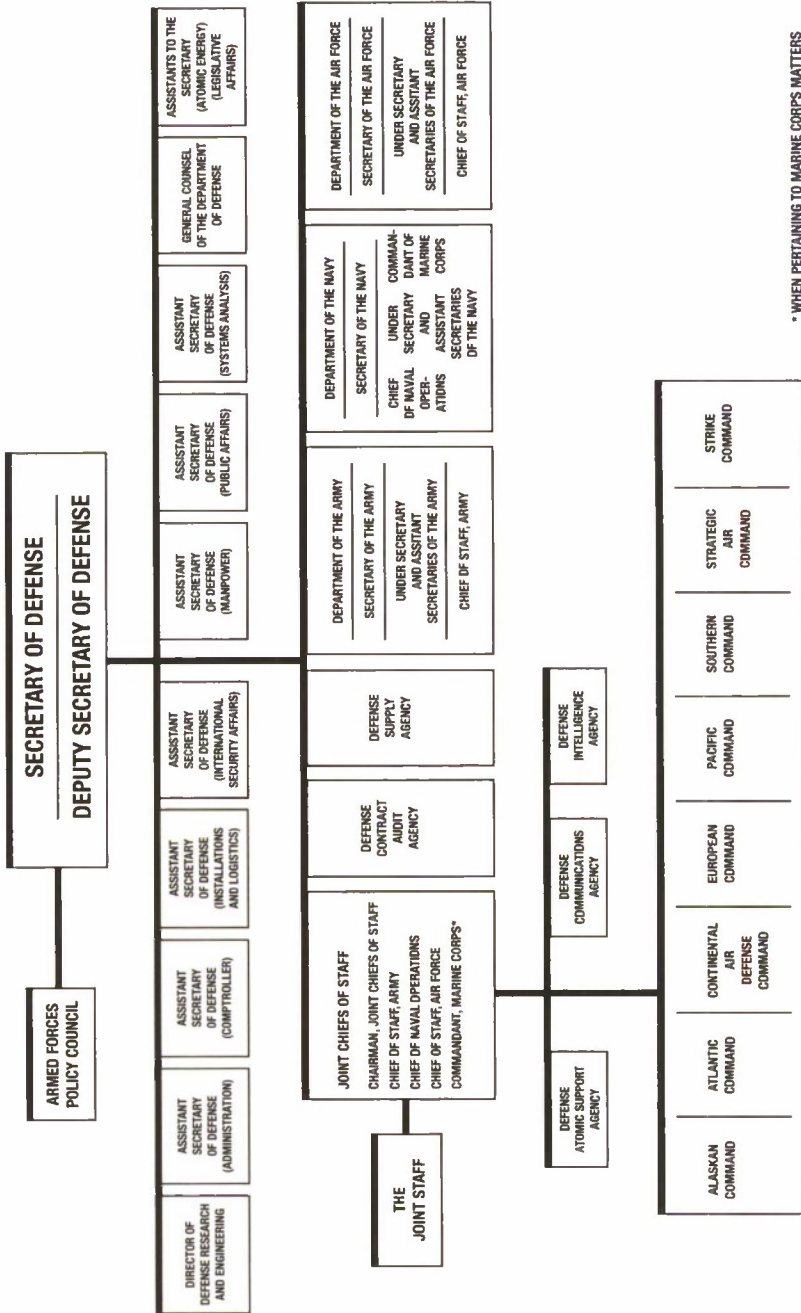 SECRETARY OF DEFENSE
DEPUTY SECRETARY OF DEFENSE
ARMED FORCES
POLICY COUNCIL
DIRECTOR OF
DEFENSE RESEARCH
AND ENGINEERING
ASSISTANT
SECRETARY
OF DEFENSE
(ADMINISTRATION)
ASSISTANT
SECRETARY
OF DEFENSE
(COMPTROLLER)
ASSISTANT
SECRETARY
OF DEFENSE
(INSTALLATIONS
AND LOGISTICS)
ASSISTANT
SECRETARY
OF DEFENSE
(INTERNATIONAL
SECURITY AFFAIRS)
ASSISTANT
SECRETARY
OF DEFENSE
(MANPOWER)
ASSISTANT
SECRETARY
OF DEFENSE
(PUBLIC AFFAIRS)
ASSISTANT
SECRETARY
OF DEFENSE
(SYSTEMS ANALYSIS)
GENERAL COUNSEL
OF THE DEPARTMENT
OF DEFENSE
ASSISTANTS TO THE
SECRETARY
(ATOMIC ENERGY)
(LEGISLATIVE
AFFAIRS)
THE
JOINT STAFF
JOINT CHIEFS OF STAFF
CHAIRMAN, JOINT CHIEFS OF STAFF
CHIEF OF STAFF, ARMY
CHIEF OF NAVAL OPERATIONS
CHIEF OF STAFF, AIR FORCE
COMMANDANT, MARINE CORPS*
DEFENSE
CONTRACT
AUDIT
AGENCY
DEFENSE
SUPPLY
AGENCY
DEPARTMENT OF THE ARMY
SECRETARY OF THE ARMY
UNDER SECRETARY
AND ASSITANT
SECRETARIES OF THE ARMY
CHIEF OF STAFF, ARMY
DEPARTMENT OF THE NAVY
SECRETARY OF THE NAVY
CHIEF
OF NAVAL
OPER-
ATIONS
UNDER
SECRETARY
AND
ASSISTANT
SECRETARIES
OF THE NAVY
COMMAN-
DANT OF
MARINE
CORPS
DEPARTMENT OF THE AIR FORCE
SECRETARY OF THE AIR FORCE
UNDER SECRETARY
AND ASSITANT
SECRETARIES OF THE AIR FORCE
CHIEF OF STAFF, AIR FORCE
DEFENSE
ATOMIC SUPPORT
AGENCY
DEFENSE
COMMUNICATIONS
AGENCY
DEFENSE
INTELLIGENCE
AGENCY
ALASKAN
COMMAND
ATLANTIC
COMMAND
CONTINENTAL
AIR
DEFENSE
COMMAND
EUROPEAN
COMMAND
PACIFIC
COMMAND
SOUTHERN
COMMAND
STRATEGIC
AIR
COMMAND
STRIKE
COMMAND
* WHEN PERTAINING TO MARINE CORPS MATTERS